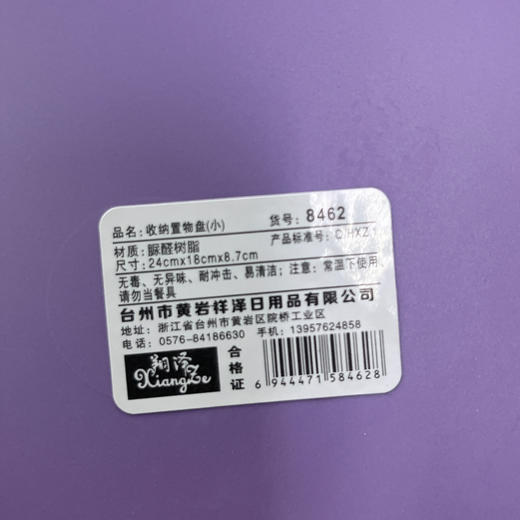 品名: 收纳置物盘(小) 货号: 8462
材质: 脲醛树脂 产品标准号: Q/HXZ 1
尺寸: 24cmx18cmx8.7cm
无毒、无异味、耐冲击、易清洁; 注意: 常温下使用
请勿当餐具
台州市黄岩祥泽日用品有限公司
地址: 浙江省台州市黄岩区院桥工业区
电话: 0576-84186630 手机: 13957624858
翔泽
XiangZe
合格证
6 944471 584628